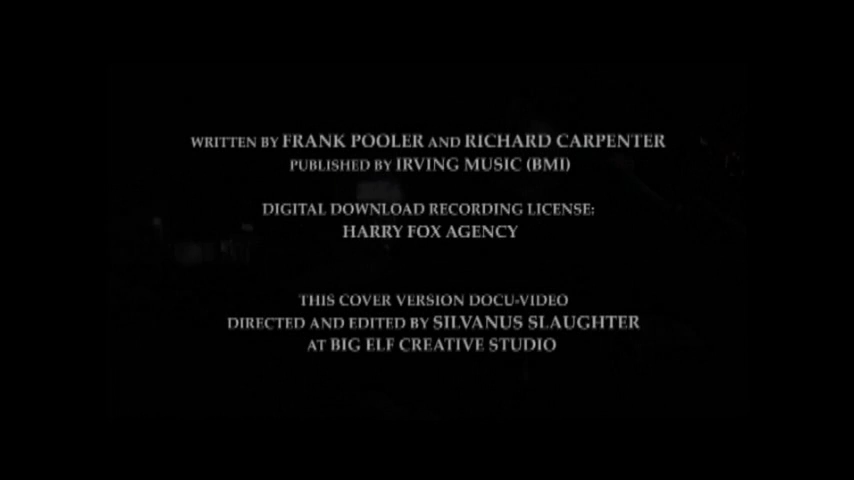 WRITTEN BY FRANK POOLER AND RICHARD CARPENTER
PUBLISHED BY IRVING MUSIC (BMI)
DIGITAL DOWNLOAD RECORDING LICENSE:
HARRY FOX AGENCY
THIS COVER VERSION DOCU-VIDEO
DIRECTED AND EDITED BY SILVANUS SLAUGHTER
AT BIG ELF CREATIVE STUDIO